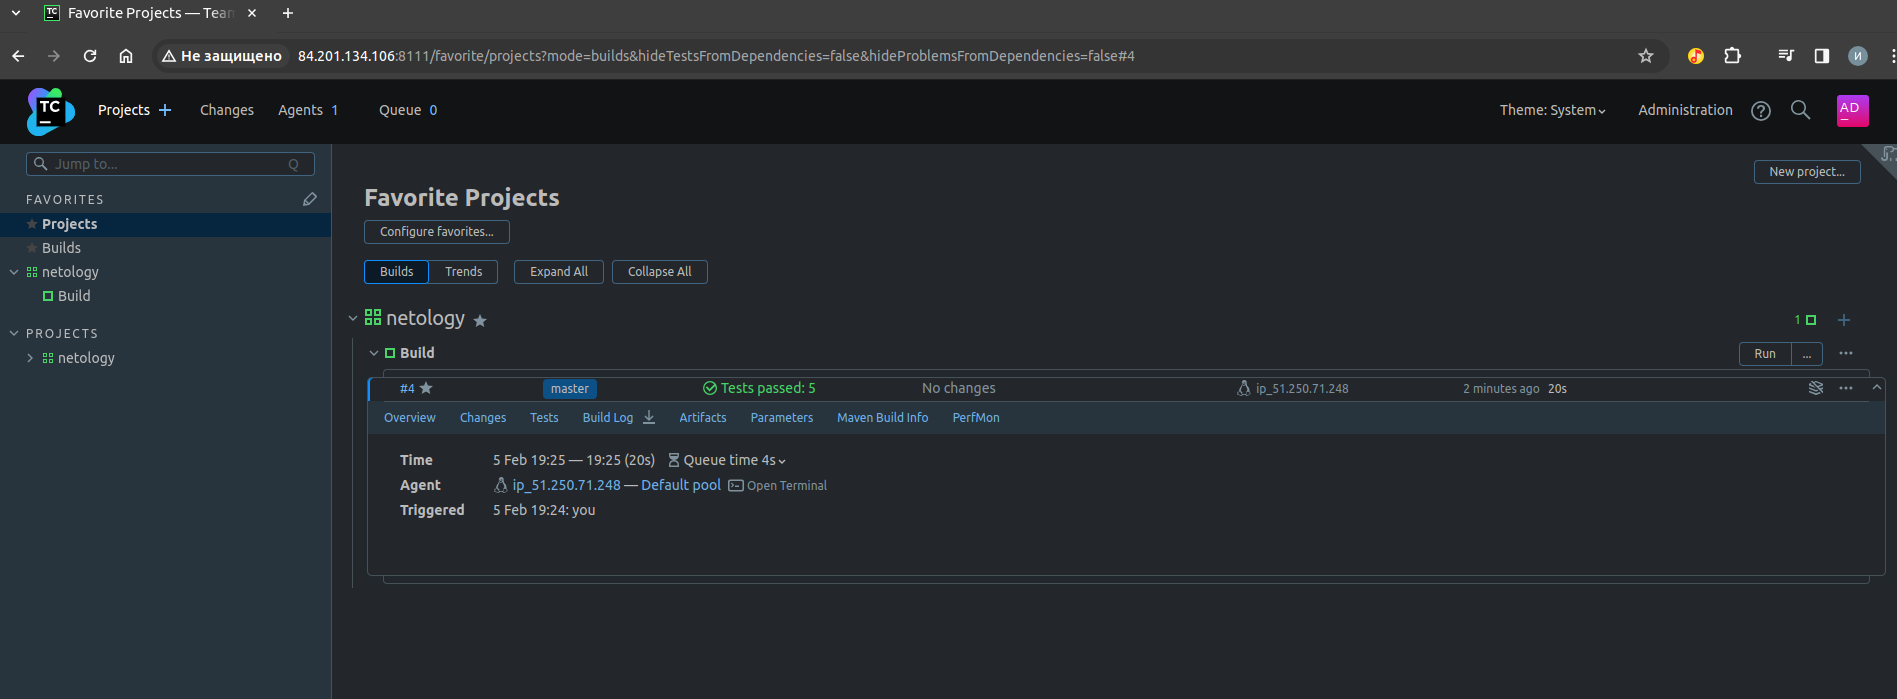 Favorite Projects — Team
Не защищено 84.201.134.106:8111/favorite/projects?mode=builds&hideTestsFromDependencies=false&hideProblemsFromDependencies=false#4
И
TC Projects Changes Agents 1 Queue 0 Theme: System Administration AD
Jump to... Q
New project...
FAVORITES
Projects
Builds
netology
Build
PROJECTS
netology
Favorite Projects
Configure favorites...
Builds Trends Expand All Collapse All
netology 1
Build Run ...
#4 master Tests passed: 5 No changes ip_51.250.71.248 2 minutes ago 20s
Overview Changes Tests Build Log Artifacts Parameters Maven Build Info PerfMon
Time 5 Feb 19:25 — 19:25 (20s) Queue time 4s
Agent ip_51.250.71.248 — Default pool Open Terminal
Triggered 5 Feb 19:24: you